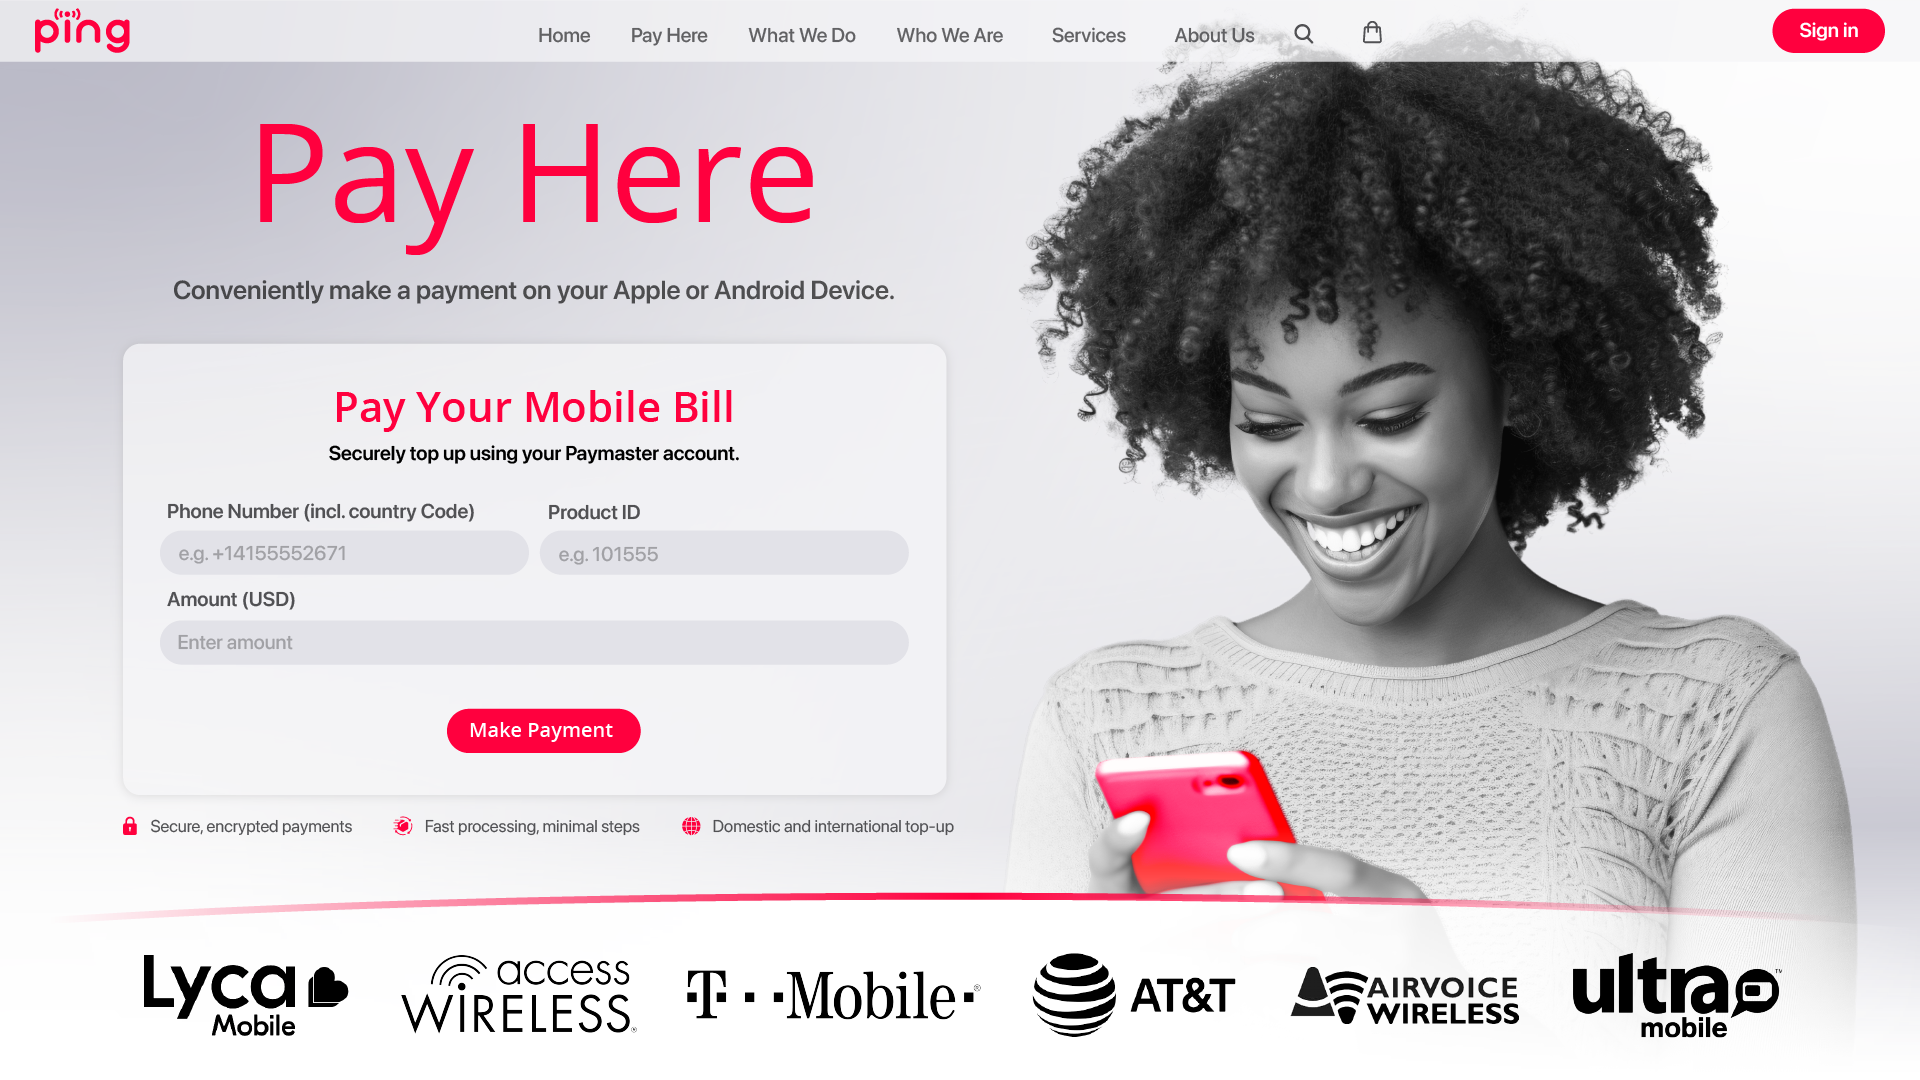 ping
Home Pay Here What We Do Who We Are Services About Us
Sign in
Pay Here
Conveniently make a payment on your Apple or Android Device.
Pay Your Mobile Bill
Securely top up using your Paymaster account.
Phone Number (incl. country Code) Product ID
e.g. +14155552671 e.g. 101555
Amount (USD)
Enter amount
Make Payment
Secure, encrypted payments Fast processing, minimal steps Domestic and international top-up
Lyca
Mobile
access
WIRELESS®
T··Mobile·®
AT&T
AIRVOICE
WIRELESS
ultra™
mobile